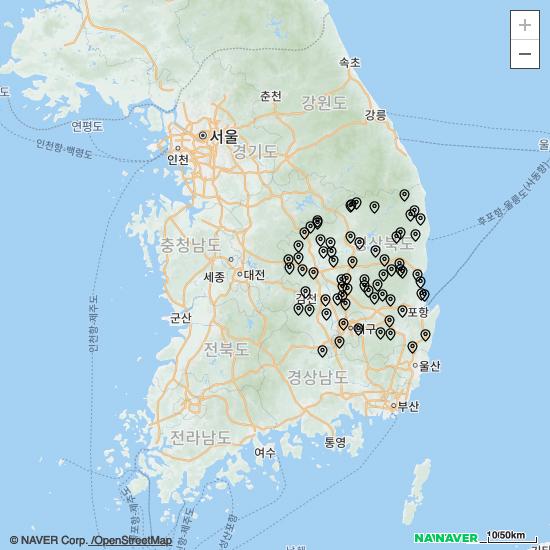 +
−
속초
춘천
강원도
도
연평도
강릉
서울
울
인천
경기도
인천항-백령도
후포항-울릉도(사동항)
경상북도
충청남도
세종
대전
김천
인천항-제주도
군산
포항
대구
전북도
울산
경상남도
부산
전라남도
통영
여수
© NAVER Corp. /OpenStreetMap
NAVER
10|50km